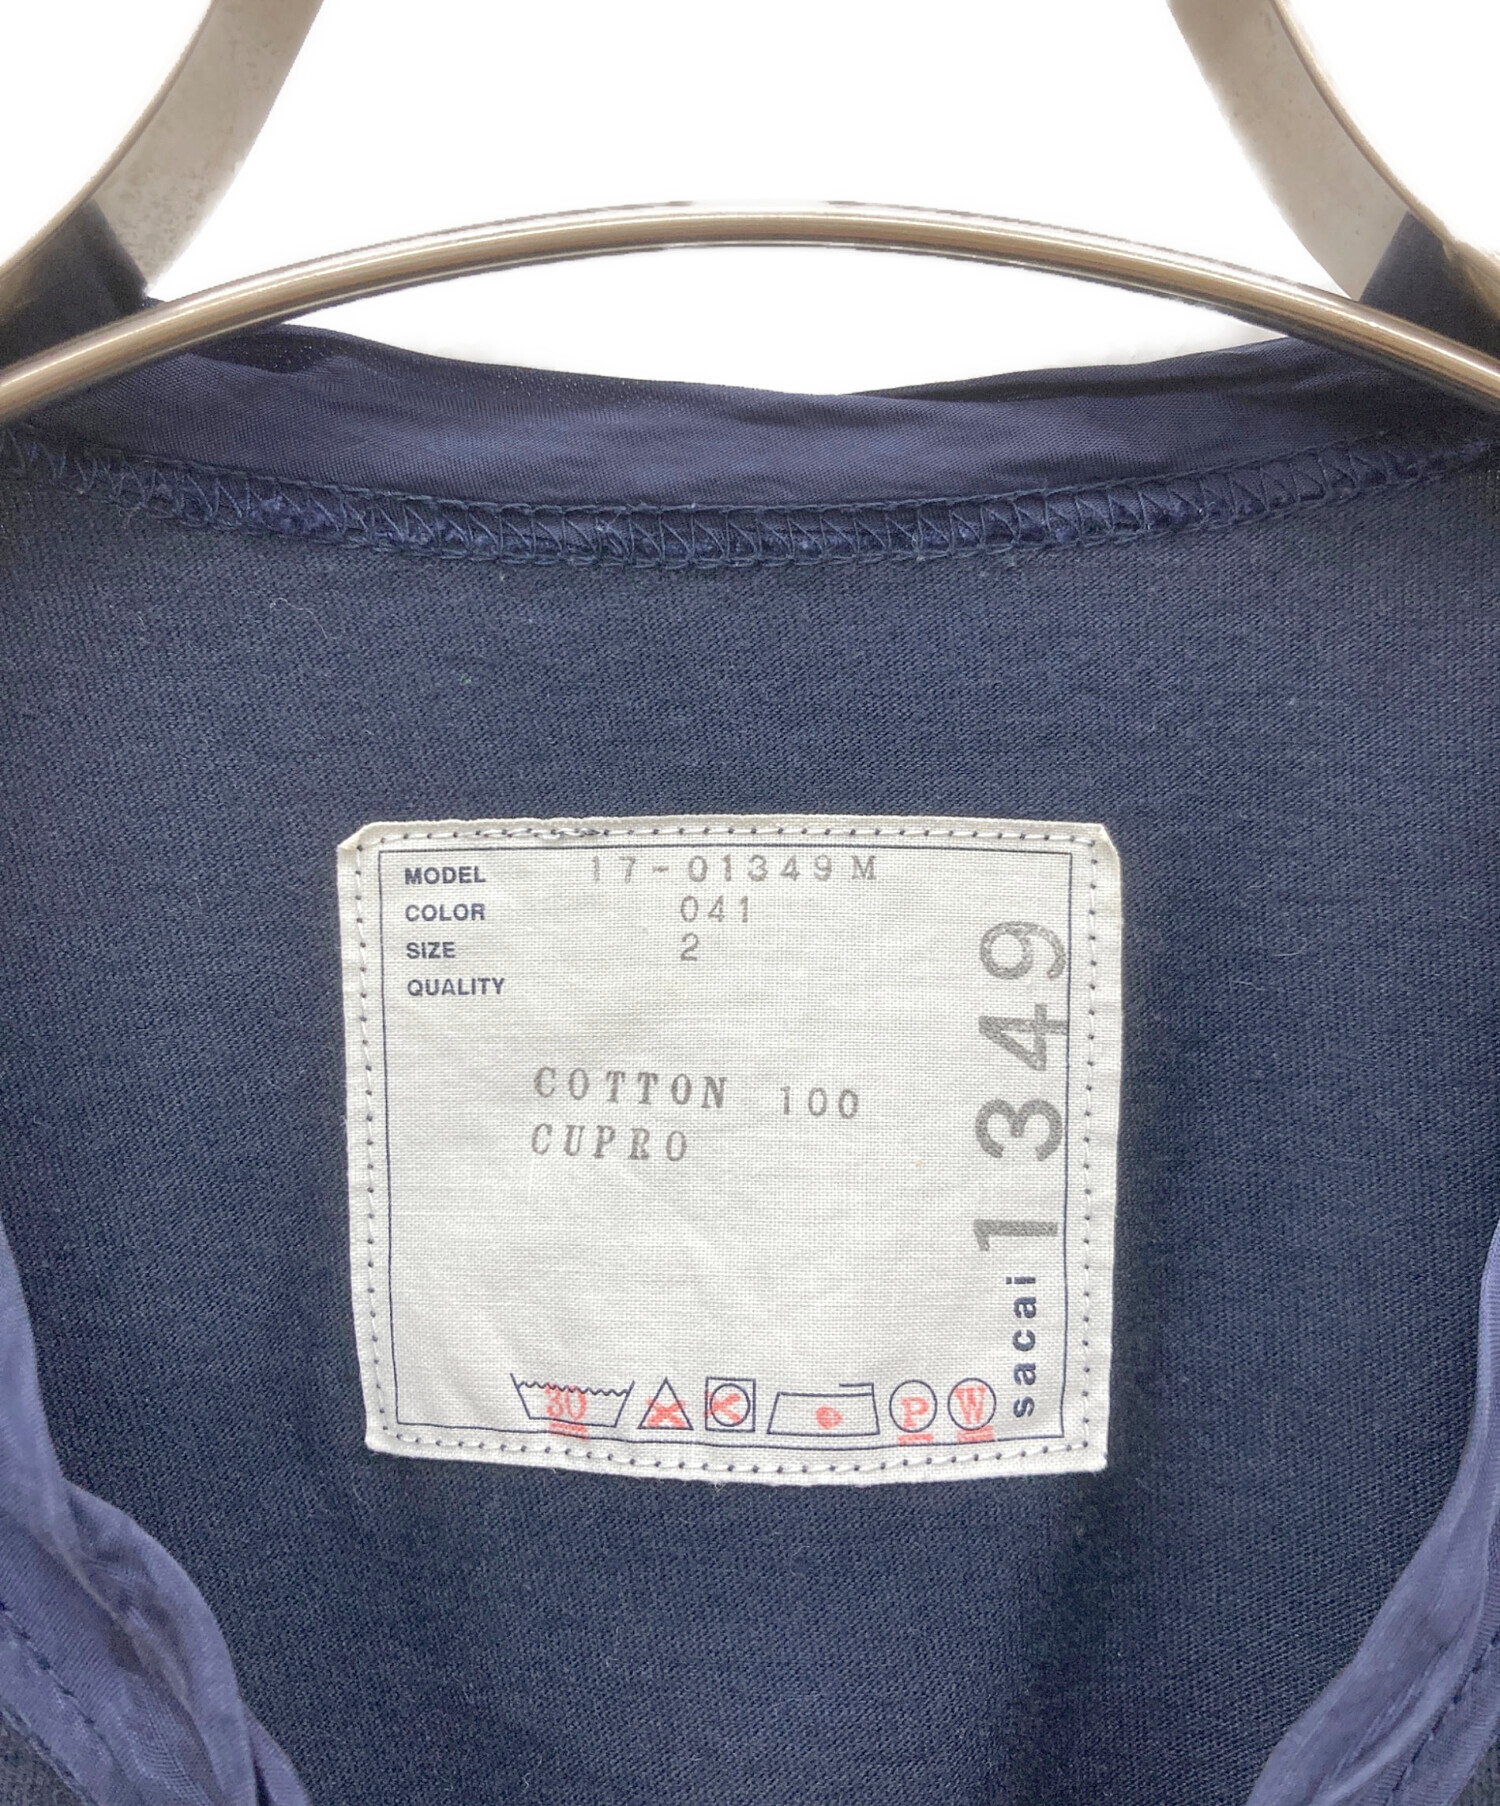 MODEL 17-01349M
COLOR 041
SIZE 2
QUALITY
COTTON 100
CUPRO
30
P
W
sacai 1349